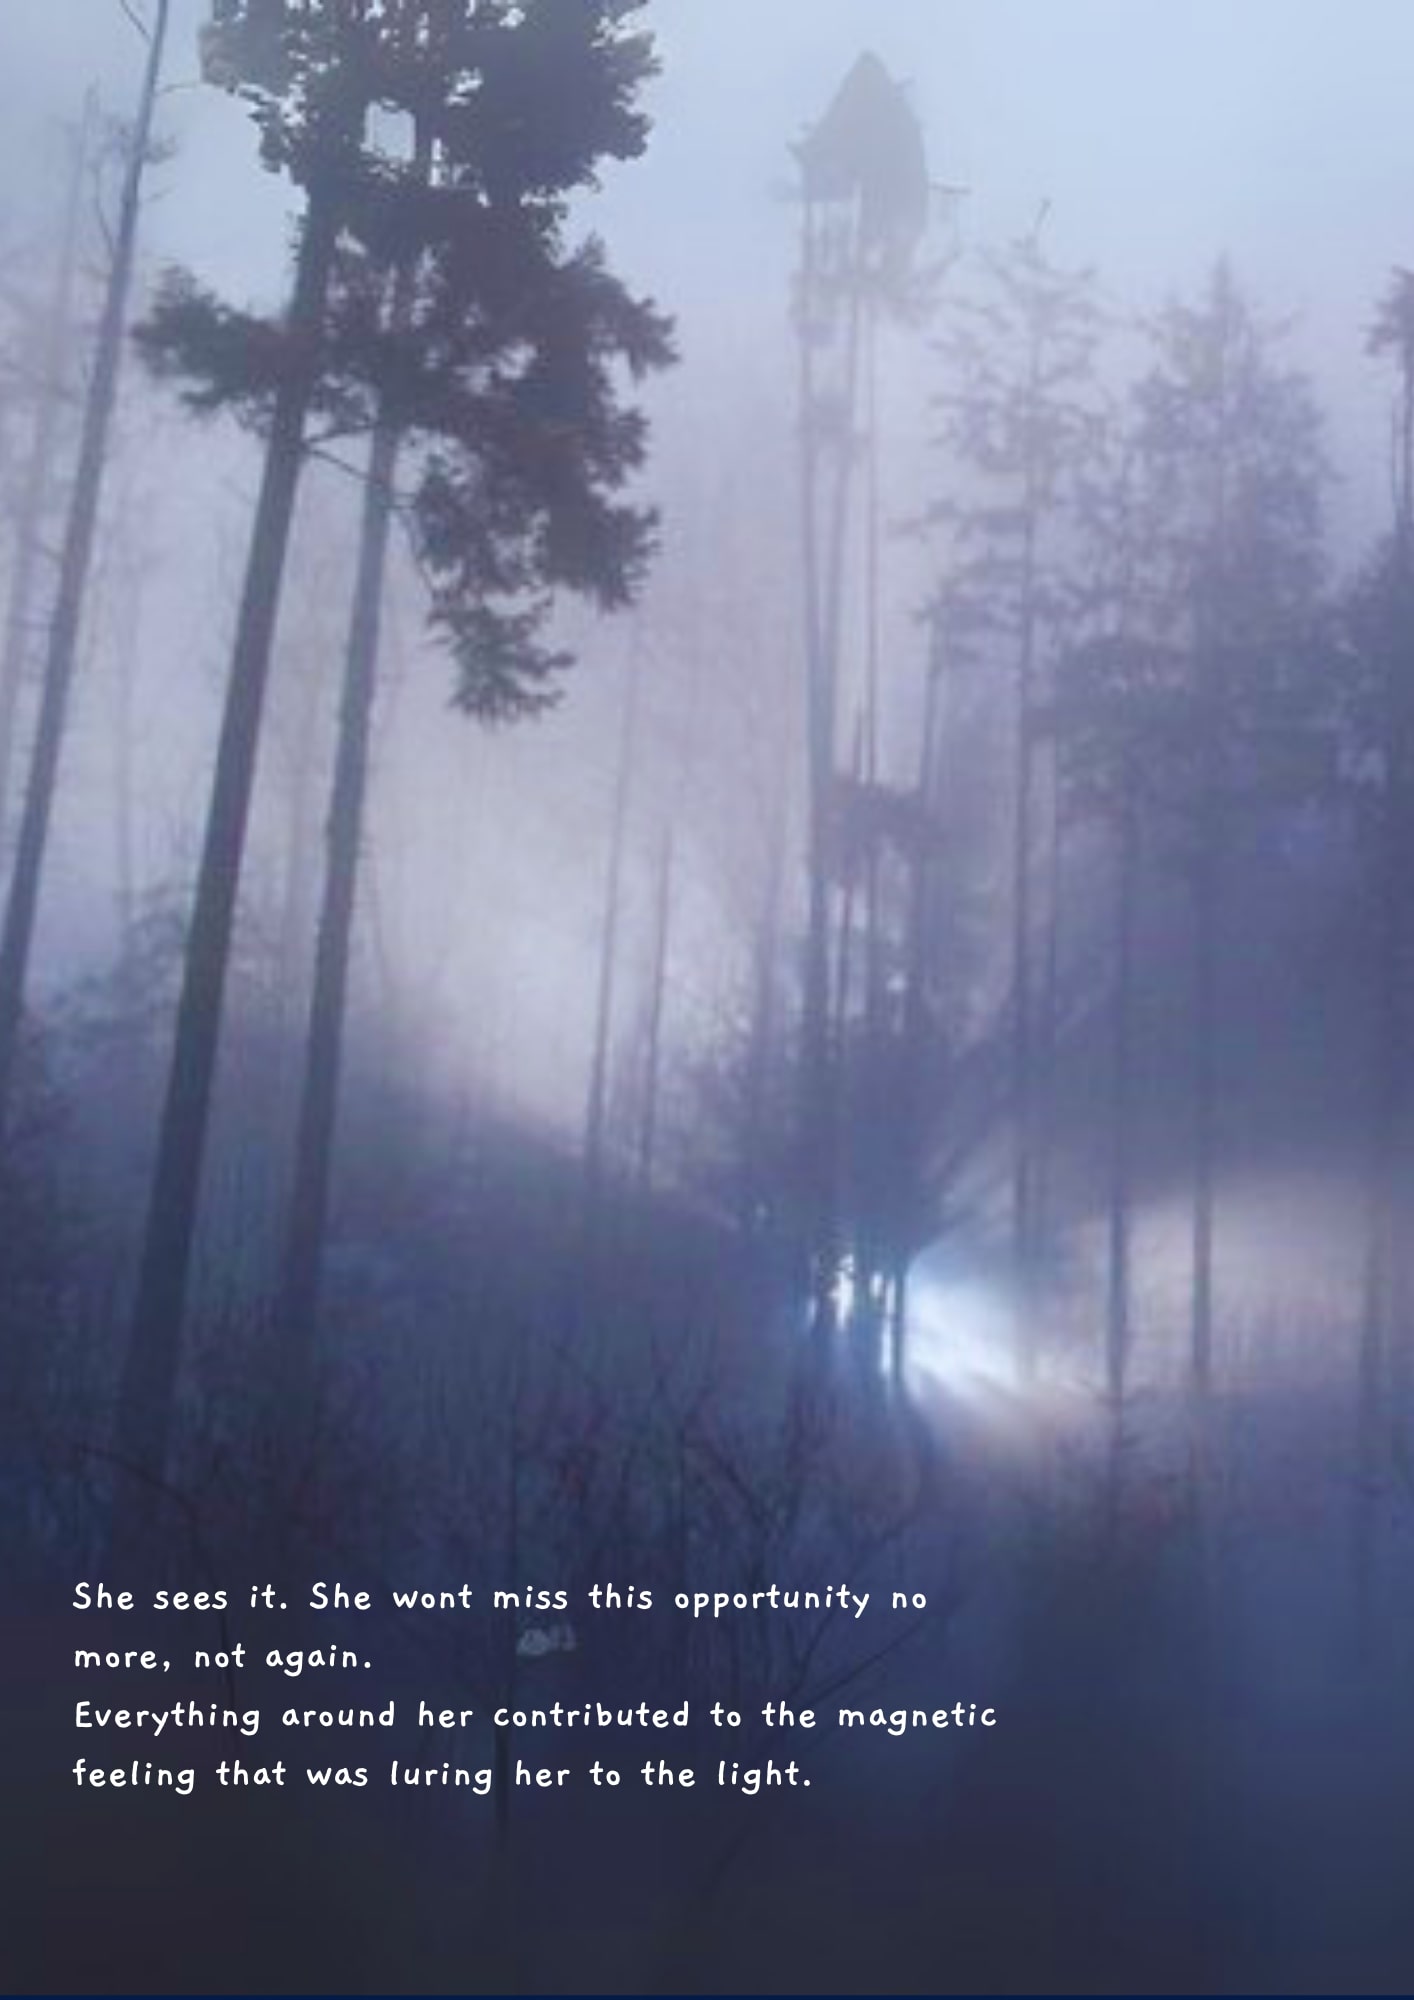 She sees it. She wont miss this opportunity no
more, not again.
Everything around her contributed to the magnetic
feeling that was luring her to the light.